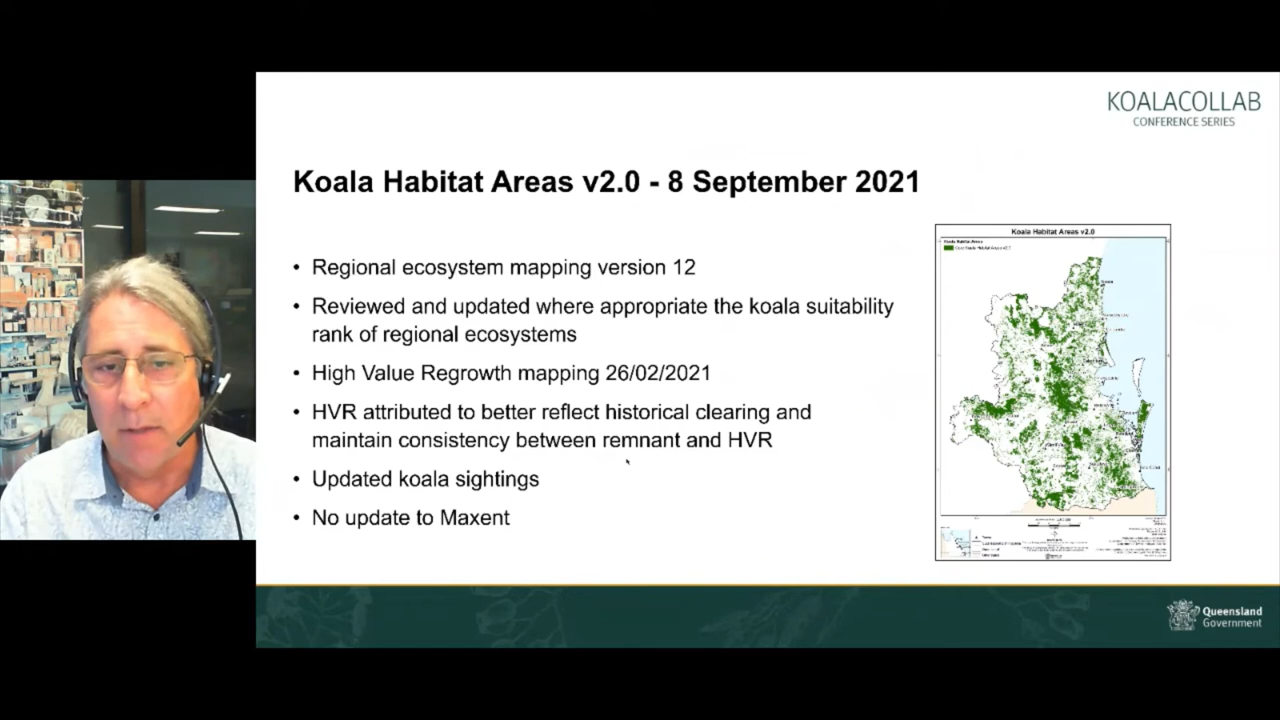 KOALACOLLAB
CONFERENCE SERIES
Koala Habitat Areas v2.0 - 8 September 2021
• Regional ecosystem mapping version 12
• Reviewed and updated where appropriate the koala suitability
rank of regional ecosystems
• High Value Regrowth mapping 26/02/2021
• HVR attributed to better reflect historical clearing and
maintain consistency between remnant and HVR
• Updated koala sightings
• No update to Maxent
Koala Habitat Areas v2.0
Koala Habitat Areas
Queensland
Government